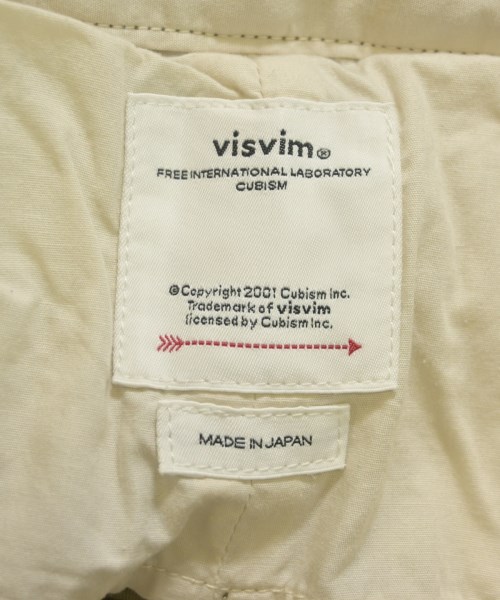 visvim®
FREE INTERNATIONAL LABORATORY
CUBISM
©Copyright 2001 Cubism Inc.
Trademark of visvim
licensed by Cubism Inc.
MADE IN JAPAN